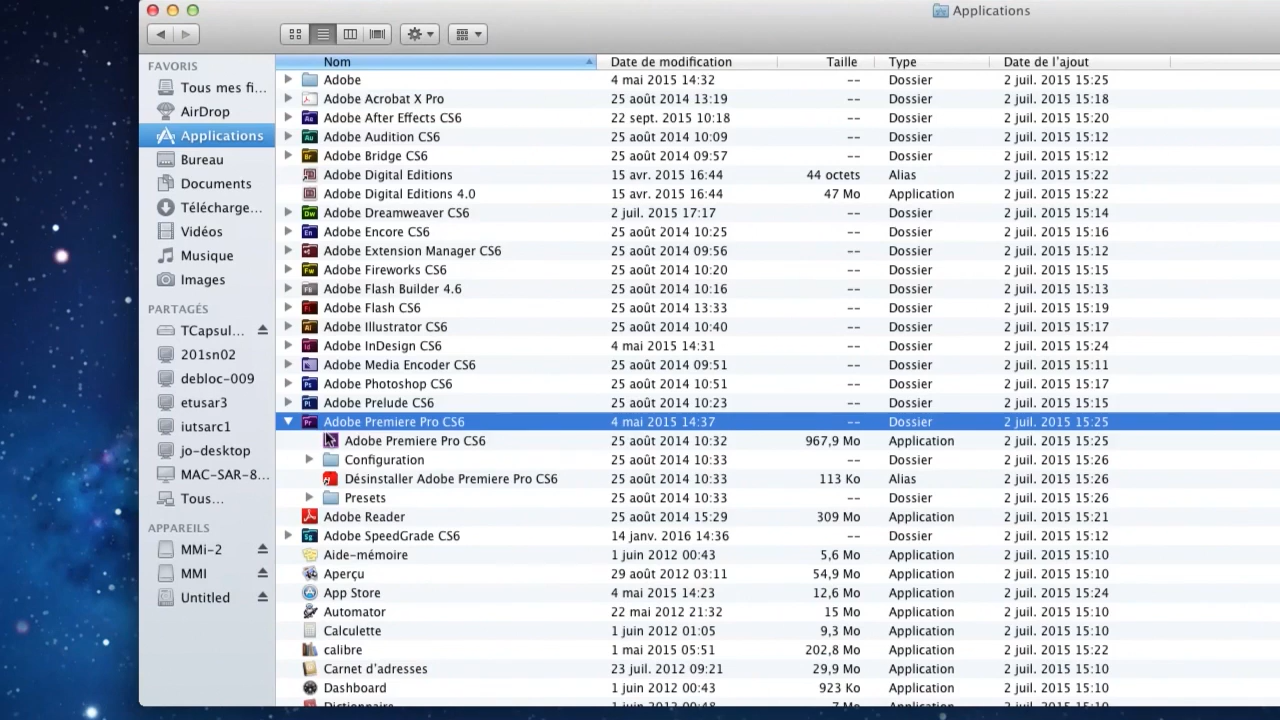 Applications
FAVORIS
Tous mes fi...
AirDrop
Applications
Bureau
Documents
Télécharge...
Vidéos
Musique
Images
PARTAGÉS
TCapsul...
201sn02
debloc-009
etusar3
iutsarc1
jo-desktop
MAC-SAR-8...
Tous...
APPAREILS
MMi-2
MMI
Untitled
Nom Date de modification Taille Type Date de l'ajout
Adobe 4 mai 2015 14:32 -- Dossier 2 juil. 2015 15:25
Adobe Acrobat X Pro 25 août 2014 13:19 -- Dossier 2 juil. 2015 15:18
Adobe After Effects CS6 22 sept. 2015 10:18 -- Dossier 2 juil. 2015 15:20
Adobe Audition CS6 25 août 2014 10:09 -- Dossier 2 juil. 2015 15:12
Adobe Bridge CS6 25 août 2014 09:57 -- Dossier 2 juil. 2015 15:12
Adobe Digital Editions 15 avr. 2015 16:44 44 octets Alias 2 juil. 2015 15:22
Adobe Digital Editions 4.0 15 avr. 2015 16:44 47 Mo Application 2 juil. 2015 15:22
Adobe Dreamweaver CS6 2 juil. 2015 17:17 -- Dossier 2 juil. 2015 15:14
Adobe Encore CS6 25 août 2014 10:25 -- Dossier 2 juil. 2015 15:16
Adobe Extension Manager CS6 25 août 2014 09:56 -- Dossier 2 juil. 2015 15:12
Adobe Fireworks CS6 25 août 2014 10:20 -- Dossier 2 juil. 2015 15:15
Adobe Flash Builder 4.6 25 août 2014 10:16 -- Dossier 2 juil. 2015 15:13
Adobe Flash CS6 25 août 2014 13:33 -- Dossier 2 juil. 2015 15:19
Adobe Illustrator CS6 25 août 2014 10:40 -- Dossier 2 juil. 2015 15:17
Adobe InDesign CS6 4 mai 2015 14:31 -- Dossier 2 juil. 2015 15:24
Adobe Media Encoder CS6 25 août 2014 09:51 -- Dossier 2 juil. 2015 15:12
Adobe Photoshop CS6 25 août 2014 10:51 -- Dossier 2 juil. 2015 15:17
Adobe Prelude CS6 25 août 2014 10:23 -- Dossier 2 juil. 2015 15:15
Adobe Premiere Pro CS6 4 mai 2015 14:37 -- Dossier 2 juil. 2015 15:25
Adobe Premiere Pro CS6 25 août 2014 10:32 967,9 Mo Application 2 juil. 2015 15:26
Configuration 25 août 2014 10:33 -- Dossier 2 juil. 2015 15:26
Désinstaller Adobe Premiere Pro CS6 25 août 2014 10:33 113 Ko Alias 2 juil. 2015 15:26
Presets 25 août 2014 10:33 -- Dossier 2 juil. 2015 15:26
Adobe Reader 25 août 2014 15:29 309 Mo Application 2 juil. 2015 15:21
Adobe SpeedGrade CS6 14 janv. 2016 14:36 -- Dossier 2 juil. 2015 15:12
Aide-mémoire 1 juin 2012 00:43 5,6 Mo Application 2 juil. 2015 15:10
Aperçu 29 août 2012 03:11 54,9 Mo Application 2 juil. 2015 15:10
App Store 4 mai 2015 14:23 12,6 Mo Application 2 juil. 2015 15:24
Automator 22 mai 2012 21:32 15 Mo Application 2 juil. 2015 15:10
Calculette 1 juin 2012 01:05 9,3 Mo Application 2 juil. 2015 15:10
calibre 1 mai 2015 05:51 202,8 Mo Application 2 juil. 2015 15:22
Carnet d'adresses 23 juil. 2012 09:21 29,9 Mo Application 2 juil. 2015 15:10
Dashboard 1 juin 2012 00:43 923 Ko Application 2 juil. 2015 15:10